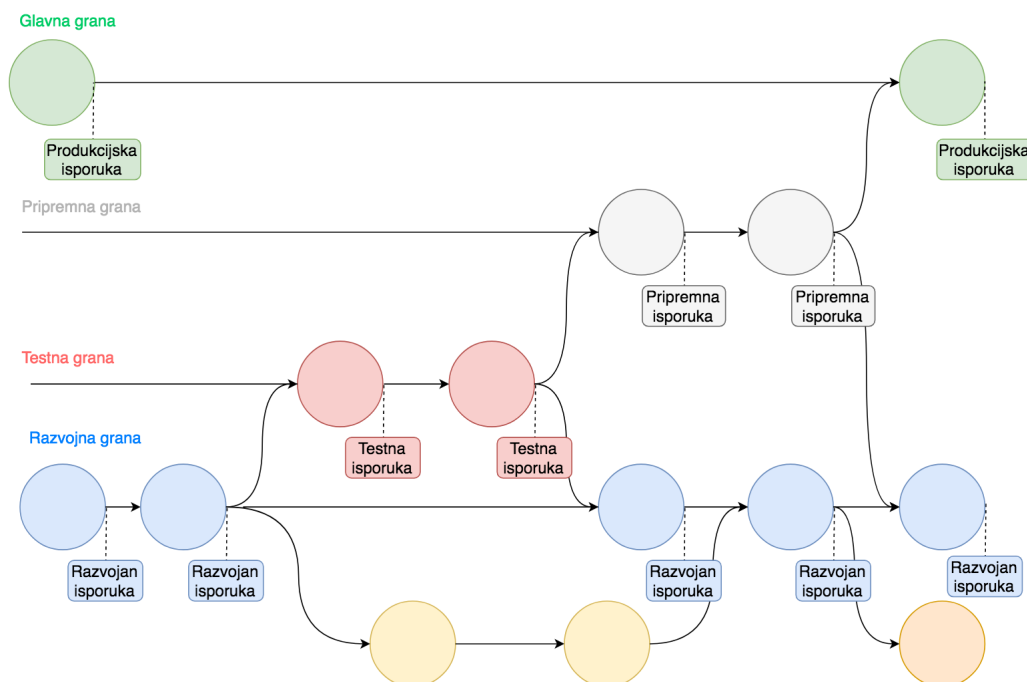 Glavna grana
Produkcijska
isporuka
Produkcijska
isporuka
Pripremna grana
Pripremna
isporuka
Pripremna
isporuka
Testna grana
Testna
isporuka
Testna
isporuka
Razvojna grana
Razvojan
isporuka
Razvojan
isporuka
Razvojan
isporuka
Razvojan
isporuka
Razvojan
isporuka